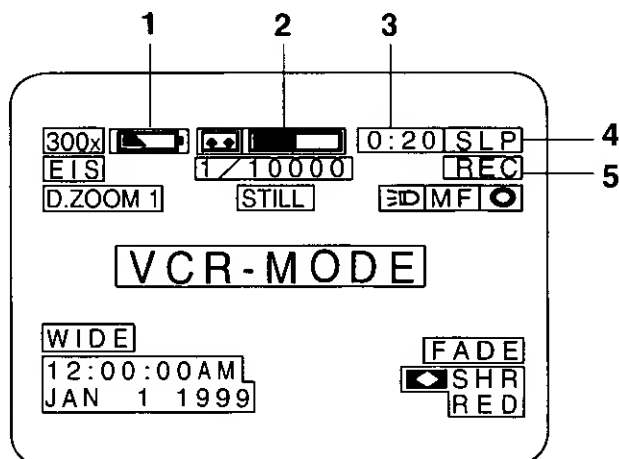 1 2 3
300x 0:20 SLP 4
EIS 1/10000 REC 5
D.ZOOM 1 STILL MF
VCR-MODE
WIDE
FADE
12:00:00AM
SHR
JAN 1 1999
RED